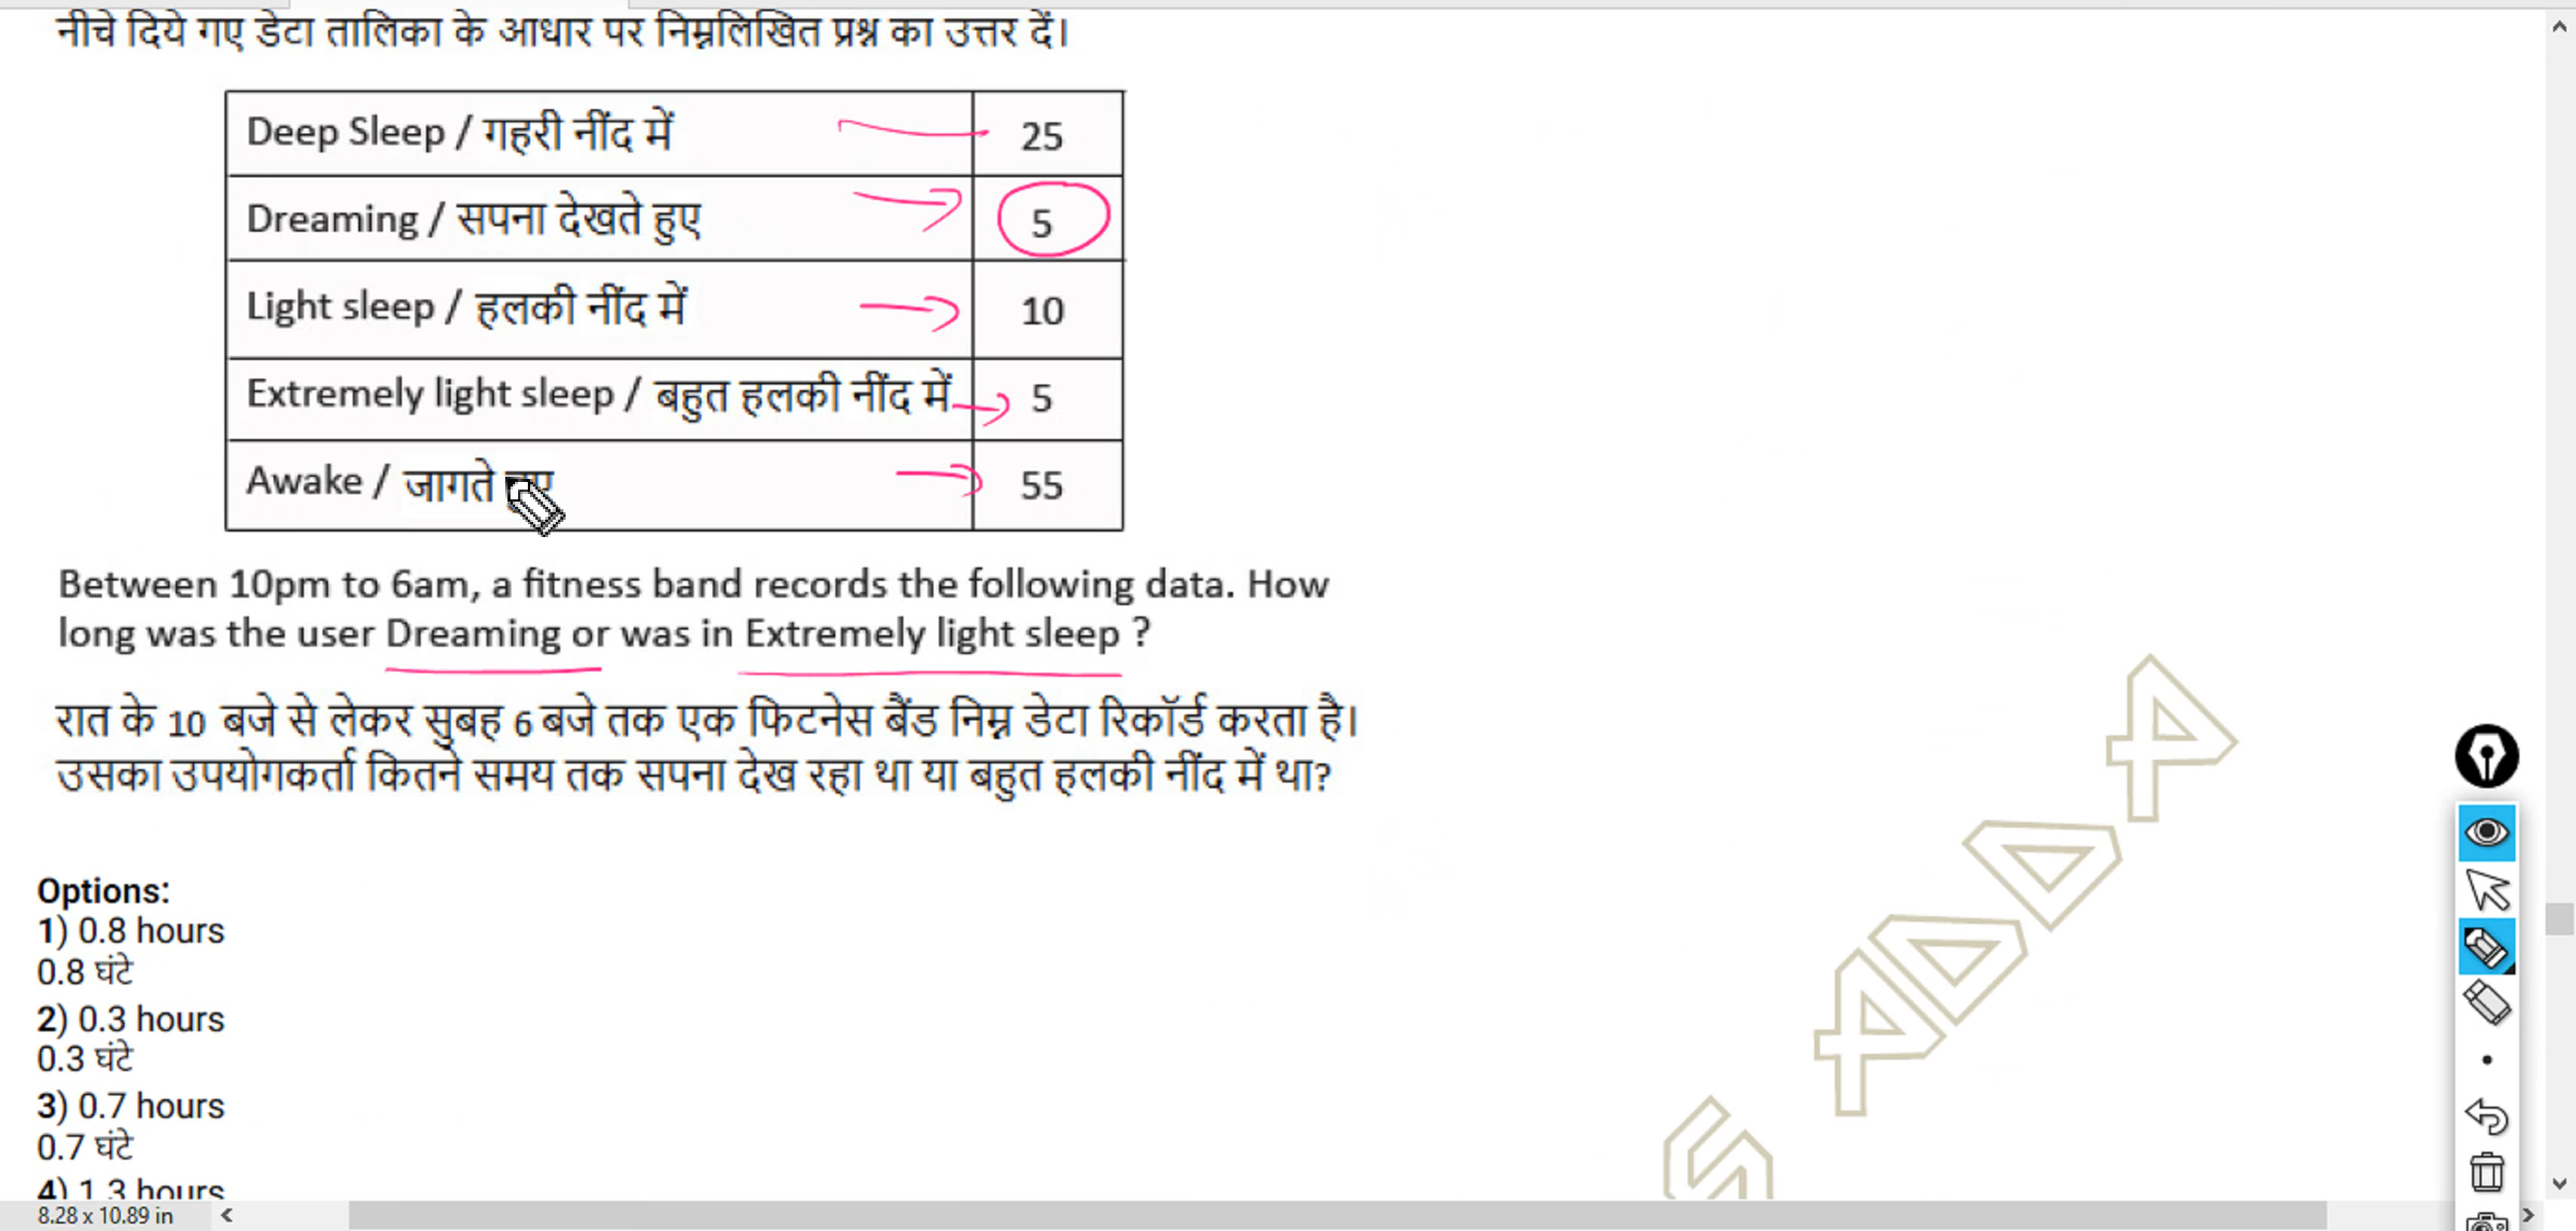 नीचे दिये गए डेटा तालिका के आधार पर निम्नलिखित प्रश्न का उत्तर दें।
Deep Sleep / गहरी नींद में 25
Dreaming / सपना देखते हुए 5
Light sleep / हलकी नींद में 10
Extremely light sleep / बहुत हलकी नींद में 5
Awake / जागते 55
Between 10pm to 6am, a fitness band records the following data. How
long was the user Dreaming or was in Extremely light sleep ?
रात के 10 बजे से लेकर सुबह 6 बजे तक एक फिटनेस बैंड निम्न डेटा रिकॉर्ड करता है।
उसका उपयोगकर्ता कितने समय तक सपना देख रहा था या बहुत हलकी नींद में था?
Options:
1) 0.8 hours
0.8 घंटे
2) 0.3 hours
0.3 घंटे
3) 0.7 hours
0.7 घंटे
4) 1.3 hours
8.28 x 10.89 in